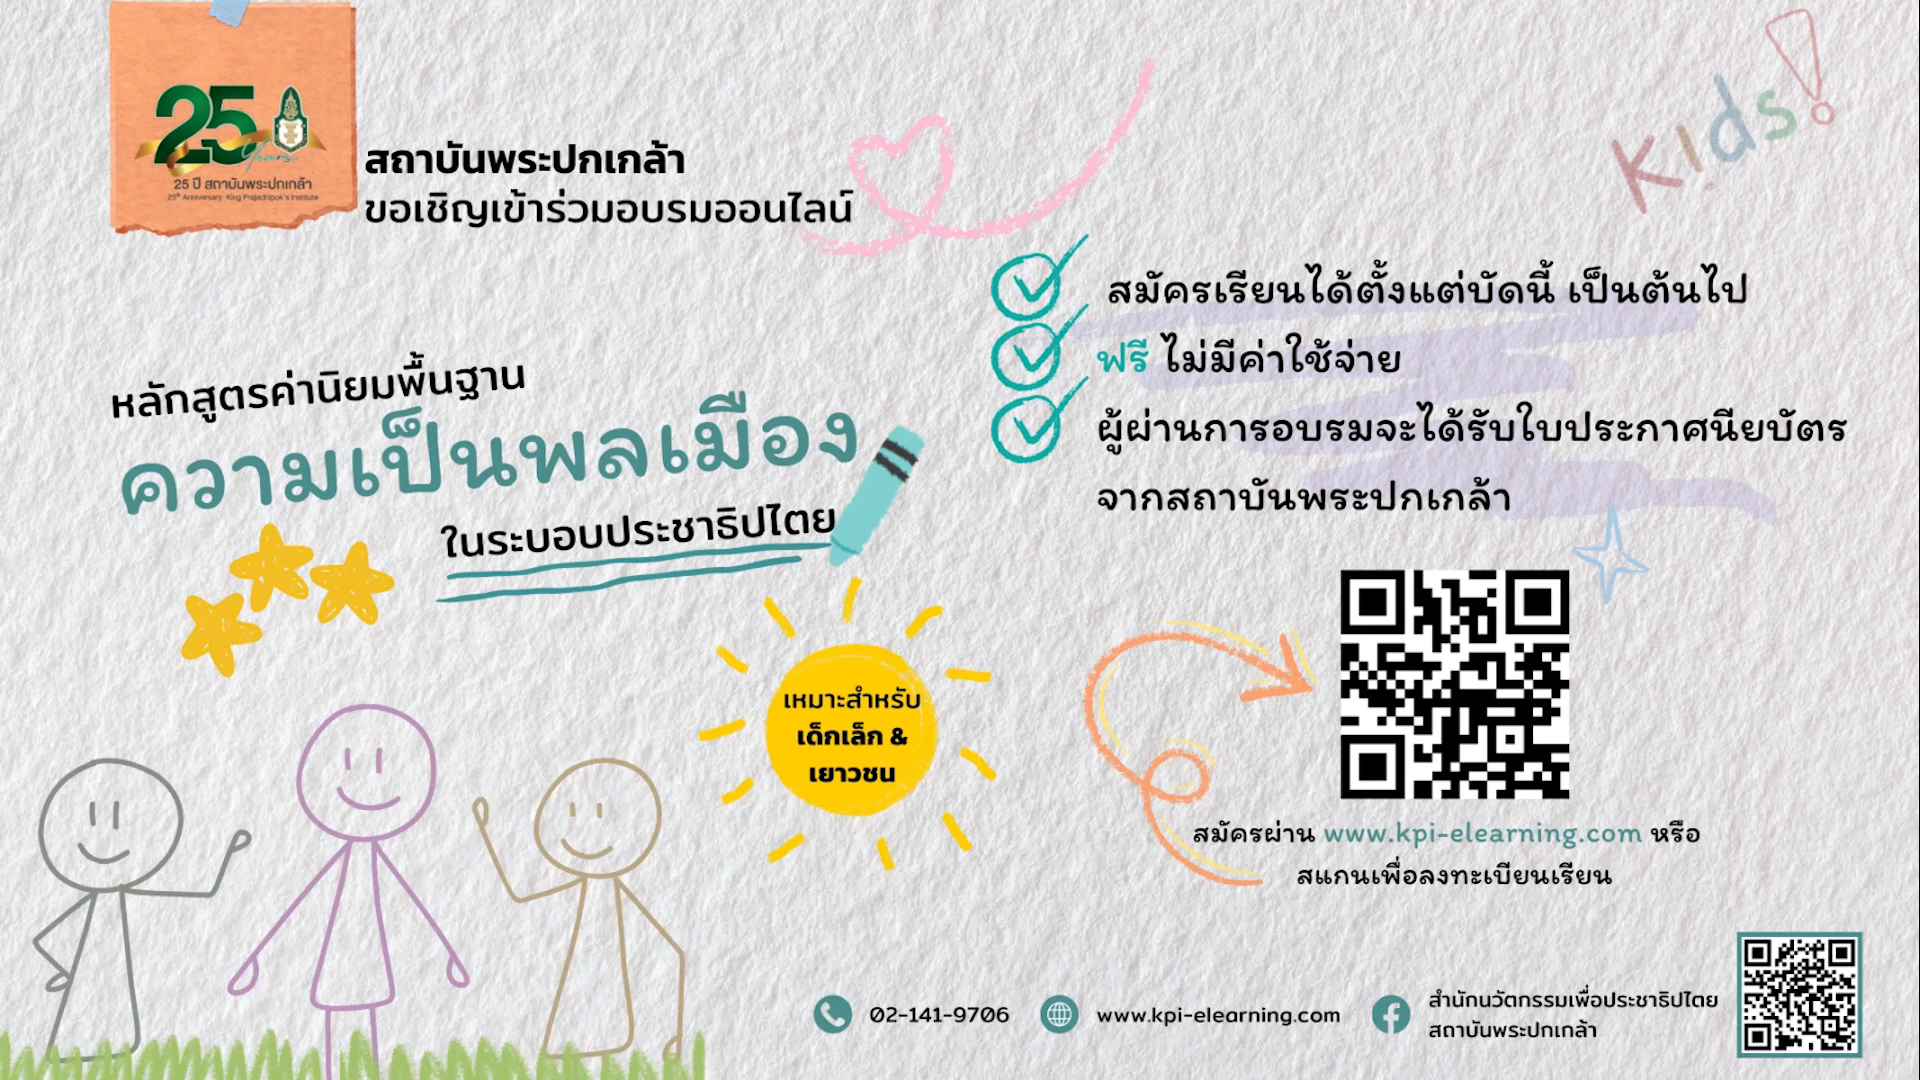 25
Years
25 ปี สถาบันพระปกเกล้า
25th Anniversary King Prajadhipok's Institute
สถาบันพระปกเกล้า
ขอเชิญเข้าร่วมอบรมออนไลน์
Kids!
หลักสูตรค่านิยมพื้นฐาน
ความเป็นพลเมือง
ในระบอบประชาธิปไตย
สมัครเรียนได้ตั้งแต่บัดนี้ เป็นต้นไป
ฟรี ไม่มีค่าใช้จ่าย
ผู้ผ่านการอบรมจะได้รับใบประกาศนียบัตร
จากสถาบันพระปกเกล้า
เหมาะสำหรับ
เด็กเล็ก &
เยาวชน
สมัครผ่าน www.kpi-elearning.com หรือ
สแกนเพื่อลงทะเบียนเรียน
02-141-9706
www.kpi-elearning.com
สำนักนวัตกรรมเพื่อประชาธิปไตย
สถาบันพระปกเกล้า